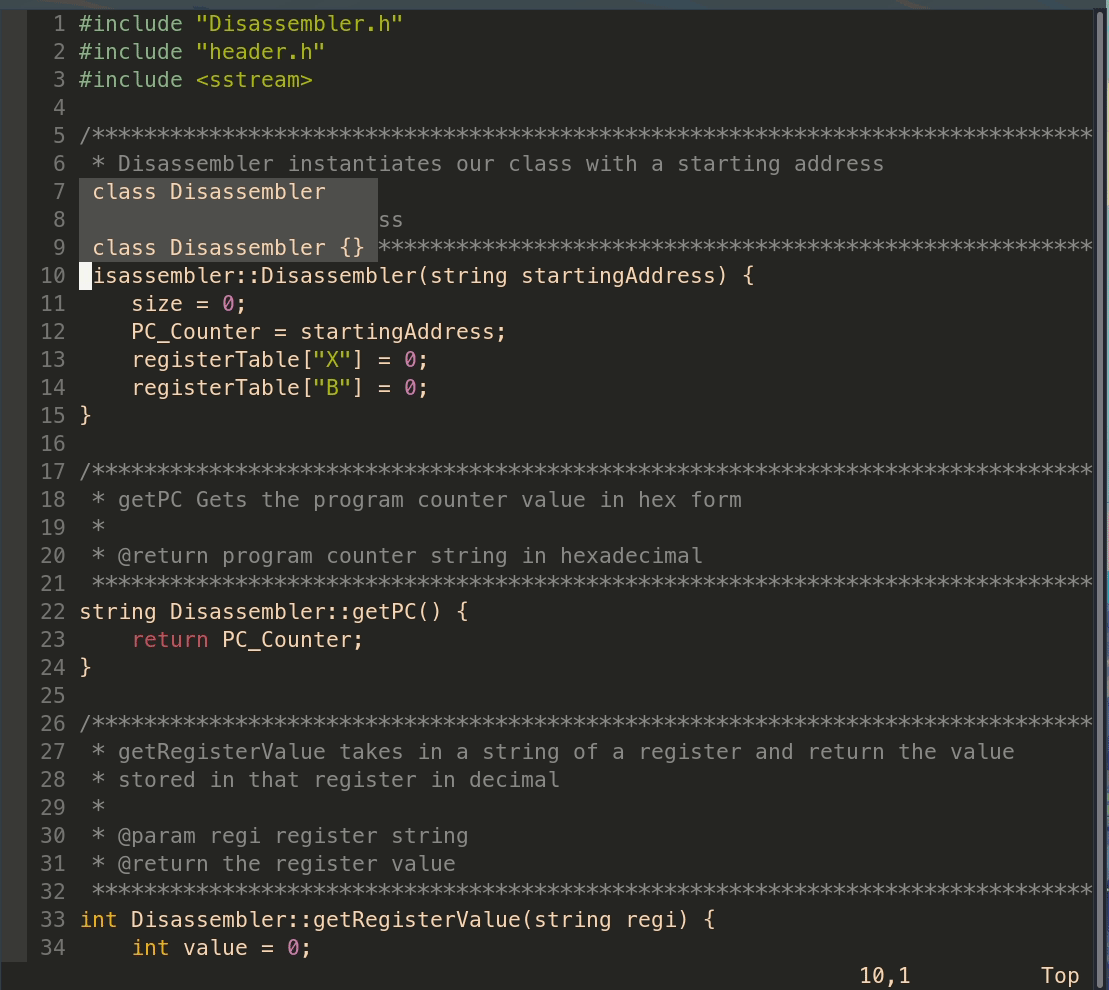 1 #include "Disassembler.h"
2 #include "header.h"
3 #include <sstream>
4
5 /*****************************************************************************
6  * Disassembler instantiates our class with a starting address
7  class Disassembler
8 ss
9  class Disassembler {} *******************************************************
10 isassembler::Disassembler(string startingAddress) {
11     size = 0;
12     PC_Counter = startingAddress;
13     registerTable["X"] = 0;
14     registerTable["B"] = 0;
15 }
16
17 /*****************************************************************************
18  * getPC Gets the program counter value in hex form
19  *
20  * @return program counter string in hexadecimal
21  *****************************************************************************
22 string Disassembler::getPC() {
23     return PC_Counter;
24 }
25
26 /*****************************************************************************
27  * getRegisterValue takes in a string of a register and return the value
28  * stored in that register in decimal
29  *
30  * @param regi register string
31  * @return the register value
32  *****************************************************************************
33 int Disassembler::getRegisterValue(string regi) {
34     int value = 0;
10,1 Top